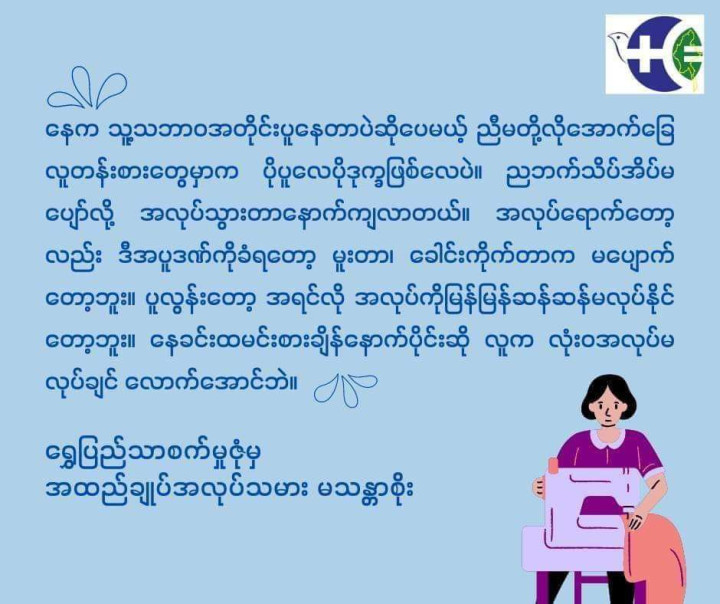 နေက သူ့သဘာဝအတိုင်းပူနေတာပဲဆိုပေမယ့် ညီမတို့လိုအောက်ခြေ
လူတန်းစားတွေမှာက ပိုပူလေပိုဒုက္ခဖြစ်လေပဲ။ ညဘက်သိပ်အိပ်မ
ပျော်လို့ အလုပ်သွားတာနောက်ကျလာတယ်။ အလုပ်ရောက်တော့
လည်း ဒီအပူဒဏ်ကိုခံရတော့ မူးတာ၊ ခေါင်းကိုက်တာက မပျောက်
တော့ဘူး။ ပူလွန်းတော့ အရင်လို အလုပ်ကိုမြန်မြန်ဆန်ဆန်မလုပ်နိုင်
တော့ဘူး။ နေ့ခင်းထမင်းစားချိန်နောက်ပိုင်းဆို လူက လုံးဝအလုပ်မ
လုပ်ချင် လောက်အောင်ဘဲ။
ရွှေပြည်သာစက်မှုဇုံမှ
အထည်ချုပ်အလုပ်သမား မသန္တာစိုး